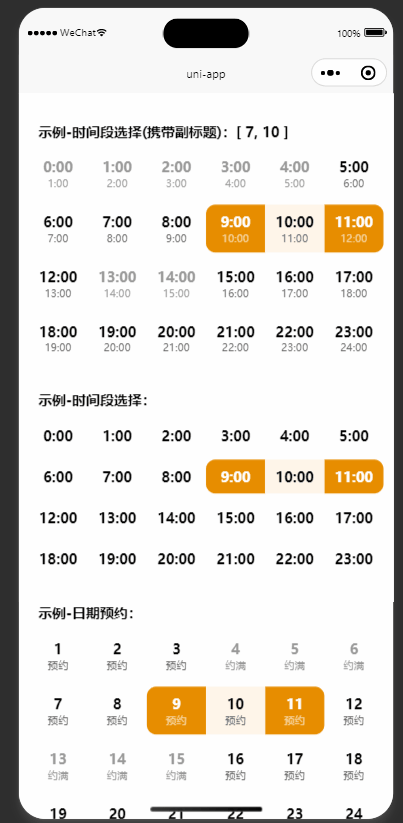 WeChat 100%
uni-app
示例-时间段选择(携带副标题)：[ 7, 10 ]
0:00 1:00 2:00 3:00 4:00 5:00
1:00 2:00 3:00 4:00 5:00 6:00
6:00 7:00 8:00 9:00 10:00 11:00
7:00 8:00 9:00 10:00 11:00 12:00
12:00 13:00 14:00 15:00 16:00 17:00
13:00 14:00 15:00 16:00 17:00 18:00
18:00 19:00 20:00 21:00 22:00 23:00
19:00 20:00 21:00 22:00 23:00 24:00
示例-时间段选择：
0:00 1:00 2:00 3:00 4:00 5:00
6:00 7:00 8:00 9:00 10:00 11:00
12:00 13:00 14:00 15:00 16:00 17:00
18:00 19:00 20:00 21:00 22:00 23:00
示例-日期预约：
1 2 3 4 5 6
预约 预约 预约 约满 约满 约满
7 8 9 10 11 12
预约 预约 预约 预约 预约 预约
13 14 15 16 17 18
约满 约满 约满 预约 预约 预约
19 20 21 22 23 24